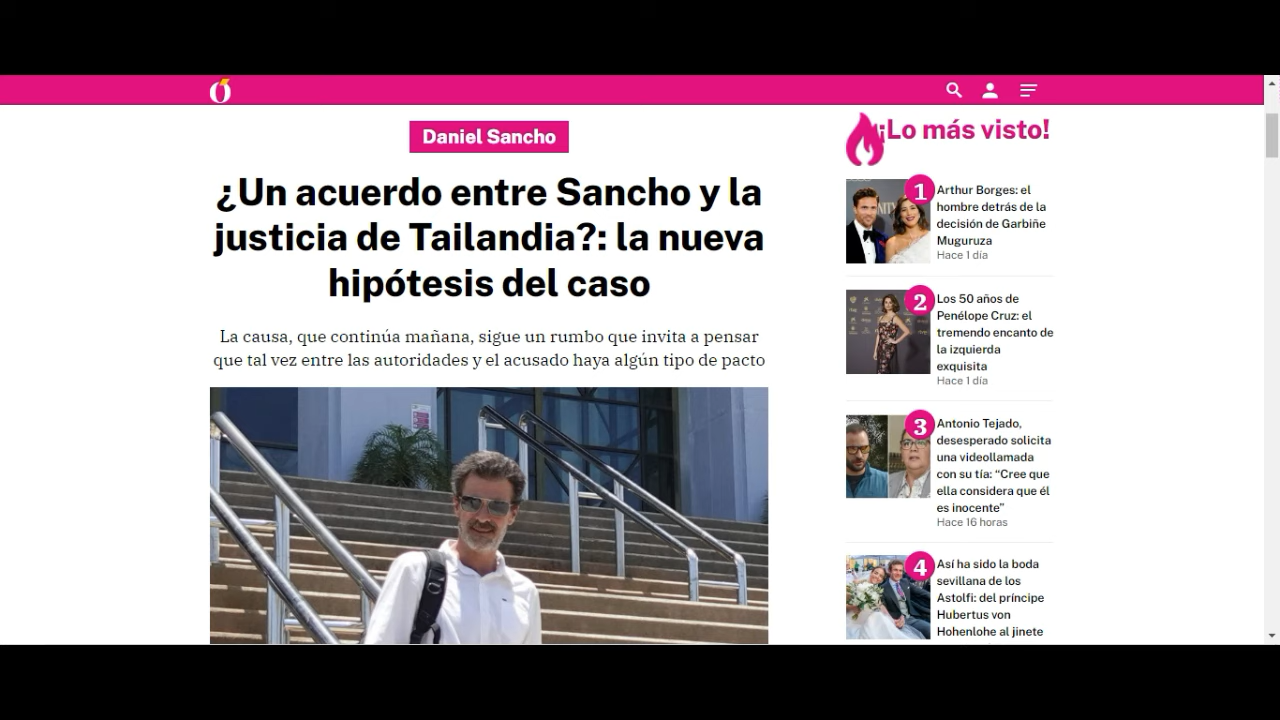 Ó
Daniel Sancho
¿Un acuerdo entre Sancho y la
justicia de Tailandia?: la nueva
hipótesis del caso
La causa, que continúa mañana, sigue un rumbo que invita a pensar
que tal vez entre las autoridades y el acusado haya algún tipo de pacto
¡Lo más visto!
1
Arthur Borges: el
hombre detrás de la
decisión de Garbiñe
Muguruza
Hace 1 día
2
Los 50 años de
Penélope Cruz: el
tremendo encanto de
la izquierda
exquisita
Hace 1 día
3
Antonio Tejado,
desesperado solicita
una videollamada
con su tía: “Cree que
ella considera que él
es inocente”
Hace 16 horas
4
Así ha sido la boda
sevillana de los
Astolfi: del príncipe
Hubertus von
Hohenlohe al jinete